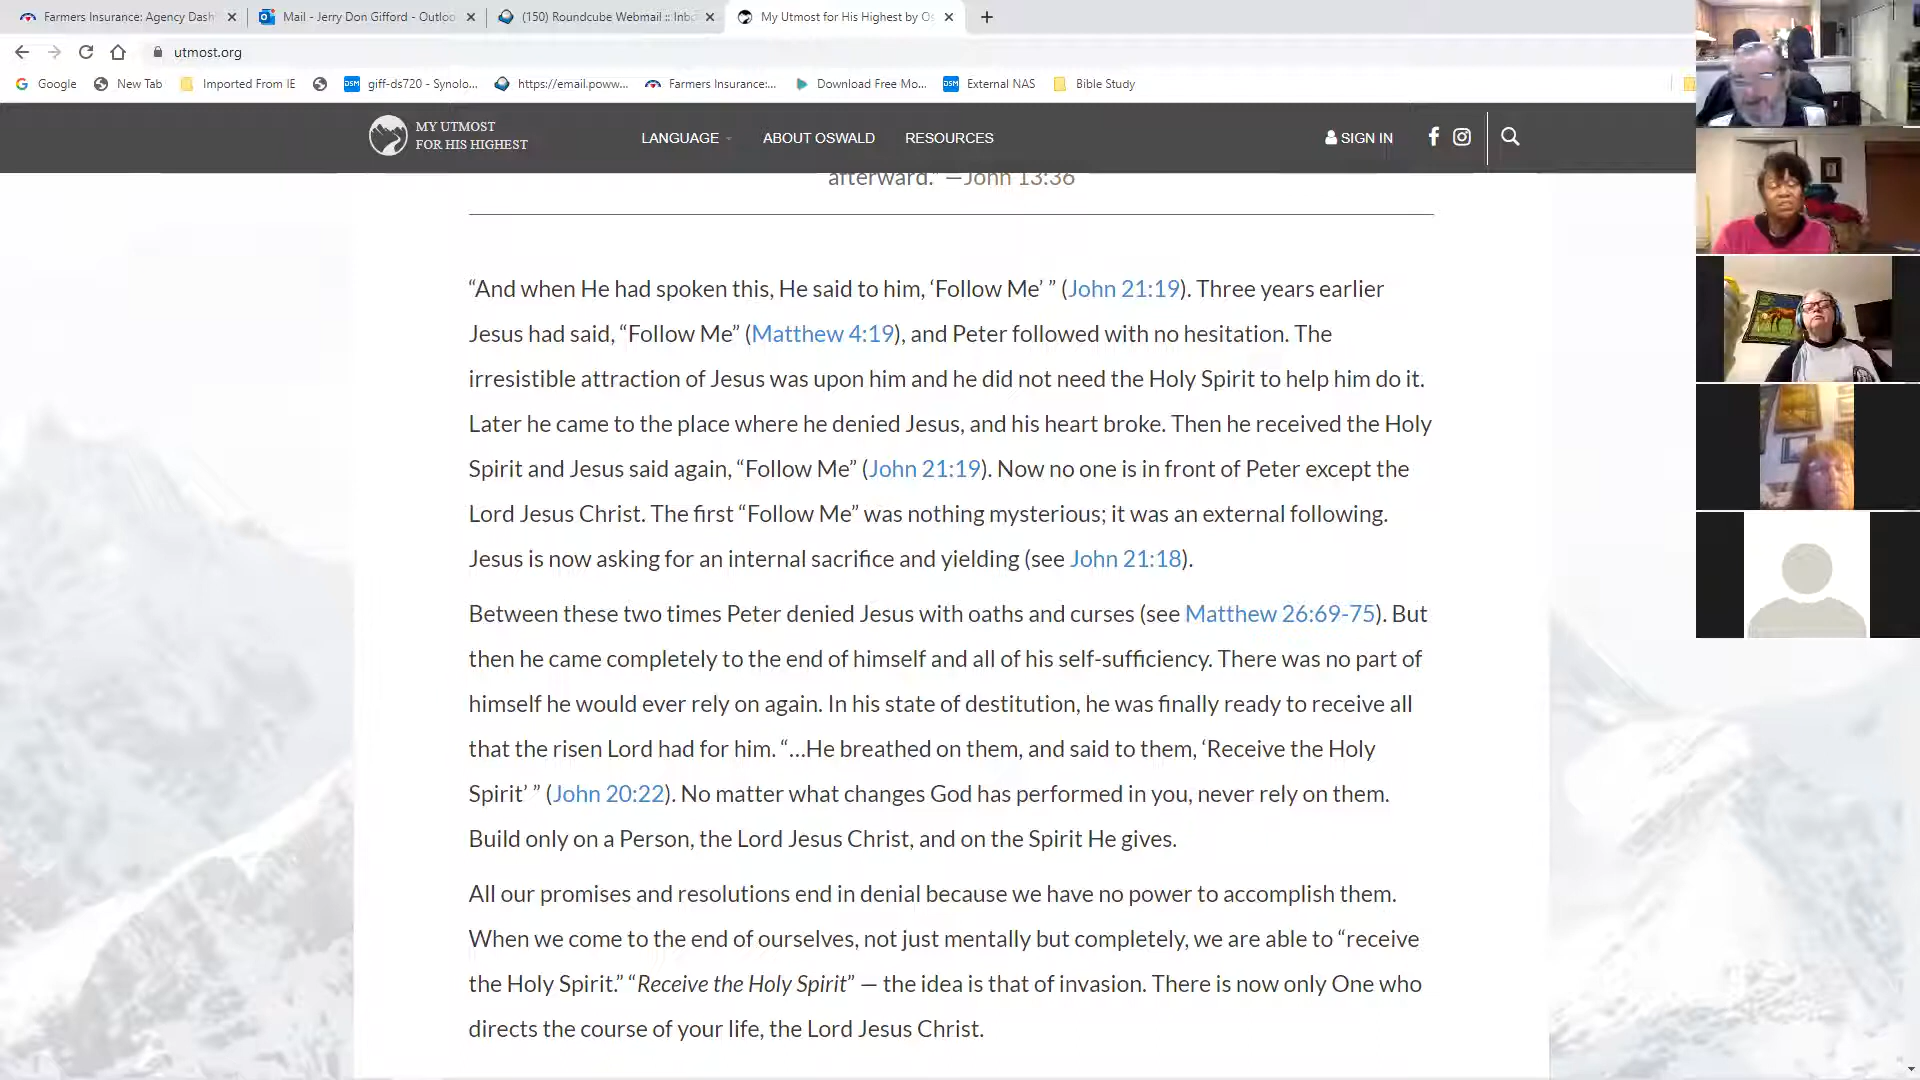 Farmers Insurance: Agency Dash
Mail - Jerry Don Gifford - Outloo
(150) Roundcube Webmail :: Inbo
My Utmost for His Highest by Os
utmost.org
Google
New Tab
Imported From IE
giff-ds720 - Synolo...
https://email.poww...
Farmers Insurance:...
Download Free Mo...
External NAS
Bible Study
MY UTMOST
FOR HIS HIGHEST
LANGUAGE
ABOUT OSWALD
RESOURCES
SIGN IN
afterward.” —John 13:36
“And when He had spoken this, He said to him, ‘Follow Me’ ” (John 21:19). Three years earlier
Jesus had said, “Follow Me” (Matthew 4:19), and Peter followed with no hesitation. The
irresistible attraction of Jesus was upon him and he did not need the Holy Spirit to help him do it.
Later he came to the place where he denied Jesus, and his heart broke. Then he received the Holy
Spirit and Jesus said again, “Follow Me” (John 21:19). Now no one is in front of Peter except the
Lord Jesus Christ. The first “Follow Me” was nothing mysterious; it was an external following.
Jesus is now asking for an internal sacrifice and yielding (see John 21:18).
Between these two times Peter denied Jesus with oaths and curses (see Matthew 26:69-75). But
then he came completely to the end of himself and all of his self-sufficiency. There was no part of
himself he would ever rely on again. In his state of destitution, he was finally ready to receive all
that the risen Lord had for him. “…He breathed on them, and said to them, ‘Receive the Holy
Spirit’ ” (John 20:22). No matter what changes God has performed in you, never rely on them.
Build only on a Person, the Lord Jesus Christ, and on the Spirit He gives.
All our promises and resolutions end in denial because we have no power to accomplish them.
When we come to the end of ourselves, not just mentally but completely, we are able to “receive
the Holy Spirit.” “Receive the Holy Spirit” — the idea is that of invasion. There is now only One who
directs the course of your life, the Lord Jesus Christ.